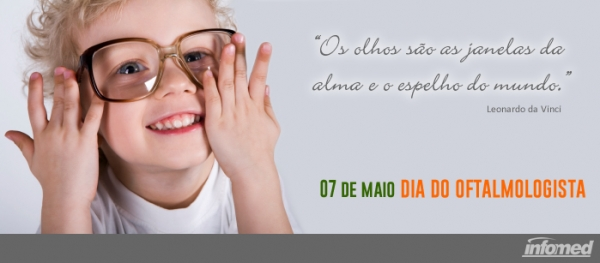 “Os olhos são as janelas da
alma e o espelho do mundo.”
Leonardo da Vinci
07 DE MAIO DIA DO OFTALMOLOGISTA
infomed